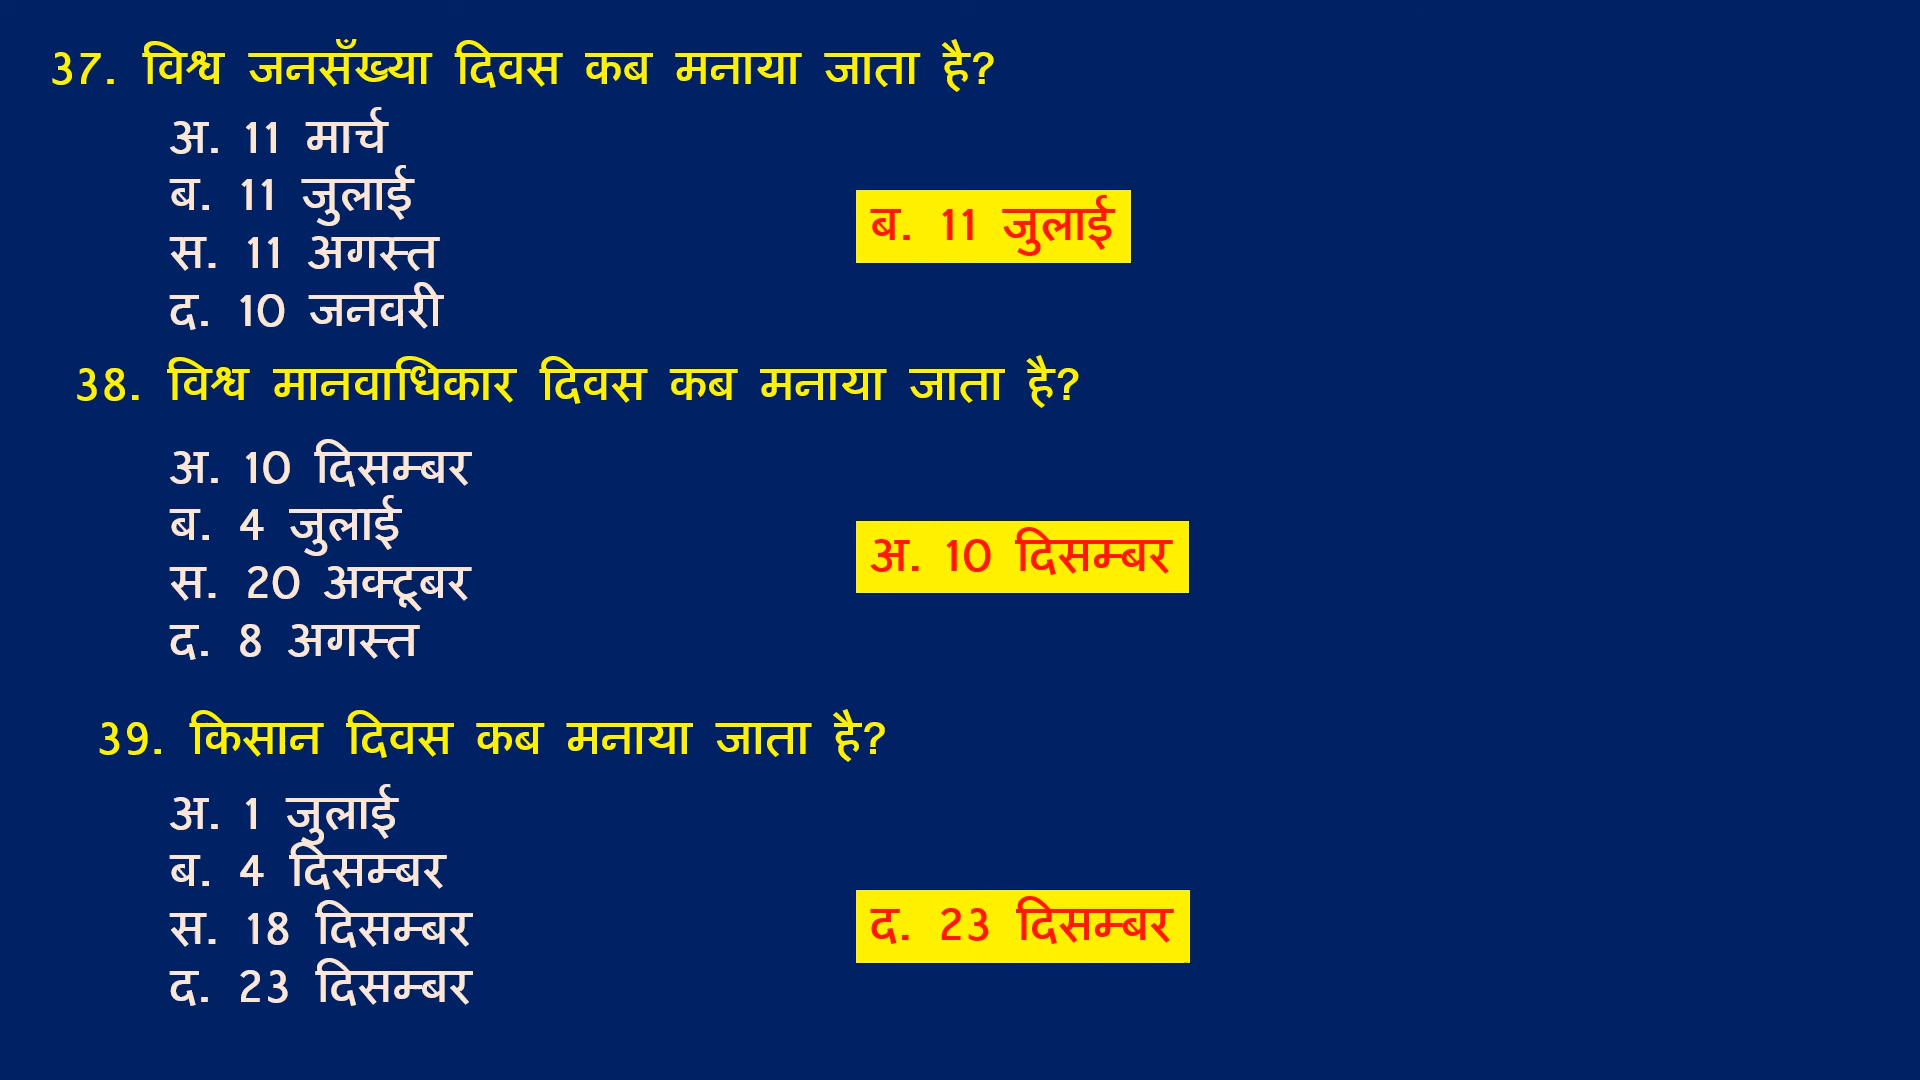 37. विश्व जनसँख्या दिवस कब मनाया जाता है?
अ. 11 मार्च
ब. 11 जुलाई
स. 11 अगस्त
द. 10 जनवरी
ब. 11 जुलाई
38. विश्व मानवाधिकार दिवस कब मनाया जाता है?
अ. 10 दिसम्बर
ब. 4 जुलाई
स. 20 अक्टूबर
द. 8 अगस्त
अ. 10 दिसम्बर
39. किसान दिवस कब मनाया जाता है?
अ. 1 जुलाई
ब. 4 दिसम्बर
स. 18 दिसम्बर
द. 23 दिसम्बर
द. 23 दिसम्बर